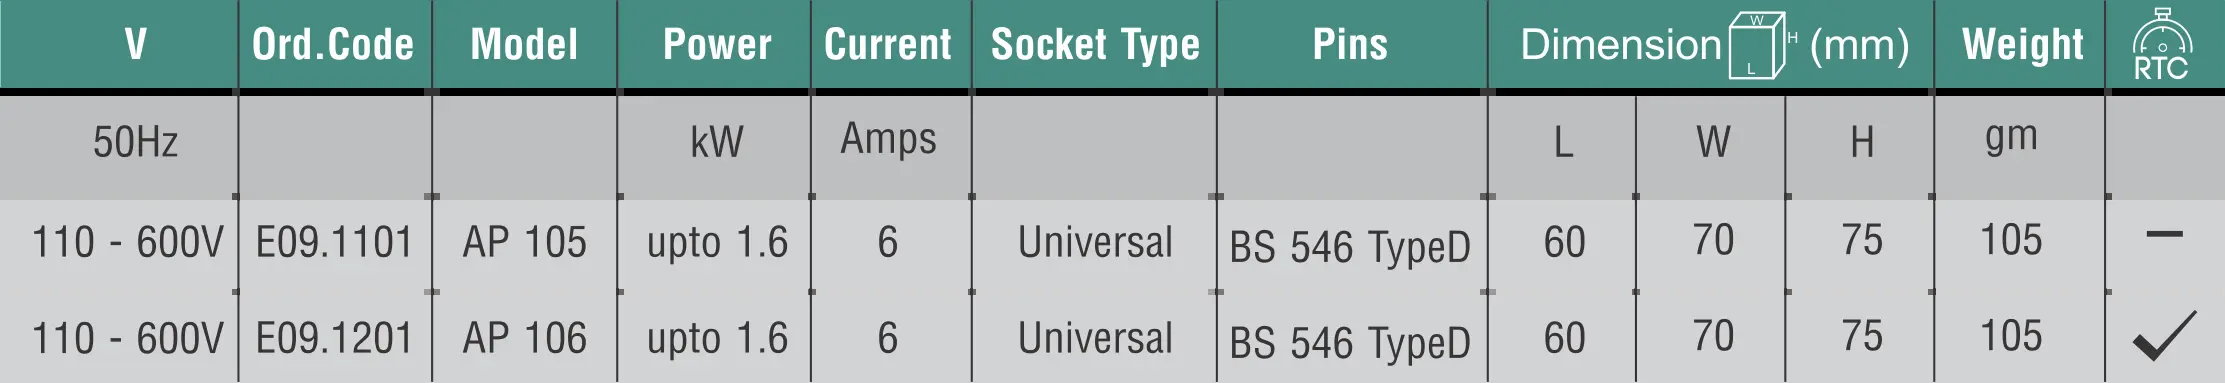 V Ord.Code Model Power Current Socket Type Pins Dimension W H L (mm) Weight RTC
50Hz kW Amps L W H gm
110 - 600V E09.1101 AP 105 upto 1.6 6 Universal BS 546 TypeD 60 70 75 105 –
110 - 600V E09.1201 AP 106 upto 1.6 6 Universal BS 546 TypeD 60 70 75 105 ✓